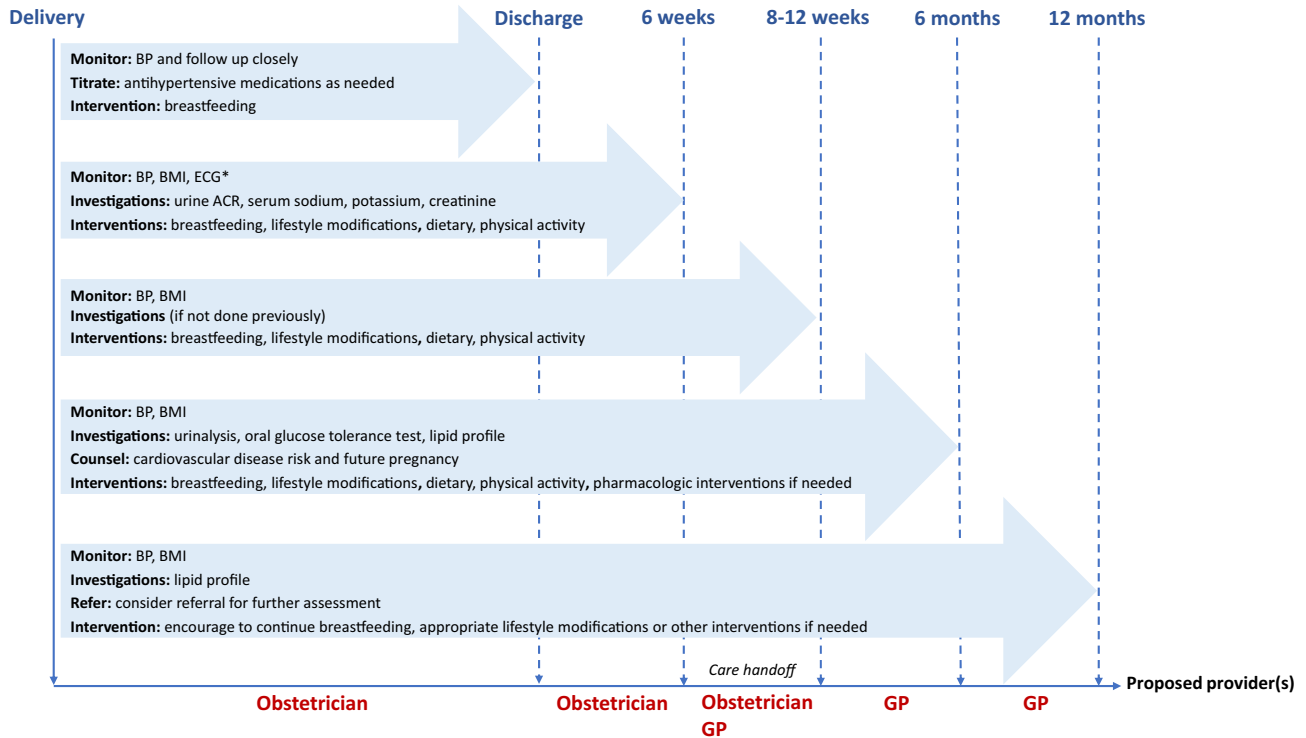 Delivery Discharge 6 weeks 8-12 weeks 6 months 12 months
Monitor: BP and follow up closely
Titrate: antihypertensive medications as needed
Intervention: breastfeeding
Monitor: BP, BMI, ECG*
Investigations: urine ACR, serum sodium, potassium, creatinine
Interventions: breastfeeding, lifestyle modifications, dietary, physical activity
Monitor: BP, BMI
Investigations (if not done previously)
Interventions: breastfeeding, lifestyle modifications, dietary, physical activity
Monitor: BP, BMI
Investigations: urinalysis, oral glucose tolerance test, lipid profile
Counsel: cardiovascular disease risk and future pregnancy
Interventions: breastfeeding, lifestyle modifications, dietary, physical activity, pharmacologic interventions if needed
Monitor: BP, BMI
Investigations: lipid profile
Refer: consider referral for further assessment
Intervention: encourage to continue breastfeeding, appropriate lifestyle modifications or other interventions if needed
Care handoff
Proposed provider(s)
Obstetrician Obstetrician Obstetrician GP GP
GP